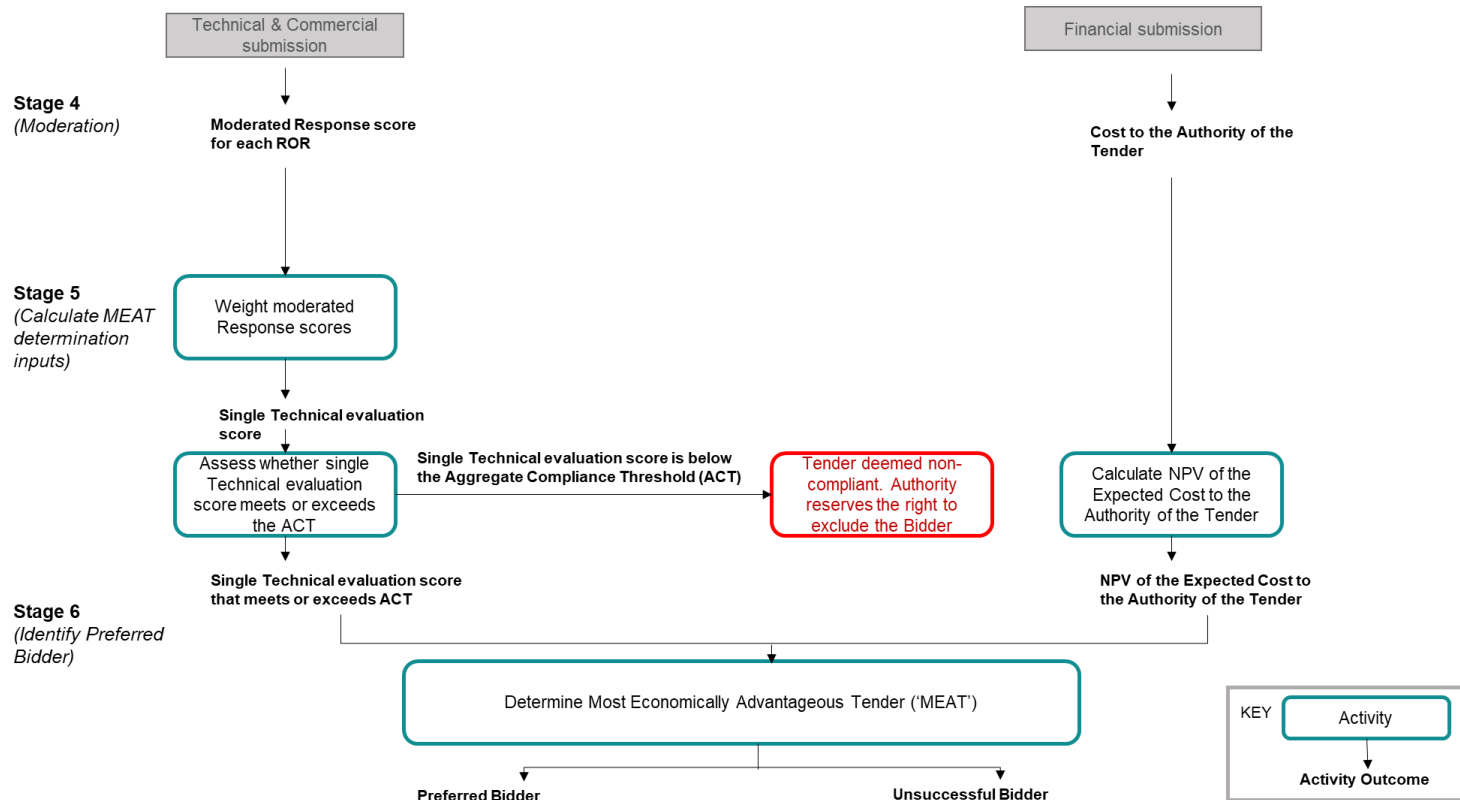 Technical & Commercial
submission
Financial submission
Stage 4
(Moderation)
Moderated Response score
for each ROR
Cost to the Authority of the
Tender
Stage 5
(Calculate MEAT
determination
inputs)
Weight moderated
Response scores
Single Technical evaluation
score
Assess whether single
Technical evaluation
score meets or exceeds
the ACT
Single Technical evaluation score is below
the Aggregate Compliance Threshold (ACT)
Tender deemed non-
compliant. Authority
reserves the right to
exclude the Bidder
Calculate NPV of the
Expected Cost to the
Authority of the Tender
Single Technical evaluation score
that meets or exceeds ACT
NPV of the Expected Cost to
the Authority of the Tender
Stage 6
(Identify Preferred
Bidder)
Determine Most Economically Advantageous Tender (‘MEAT’)
Preferred Bidder
Unsuccessful Bidder
KEY
Activity
Activity Outcome